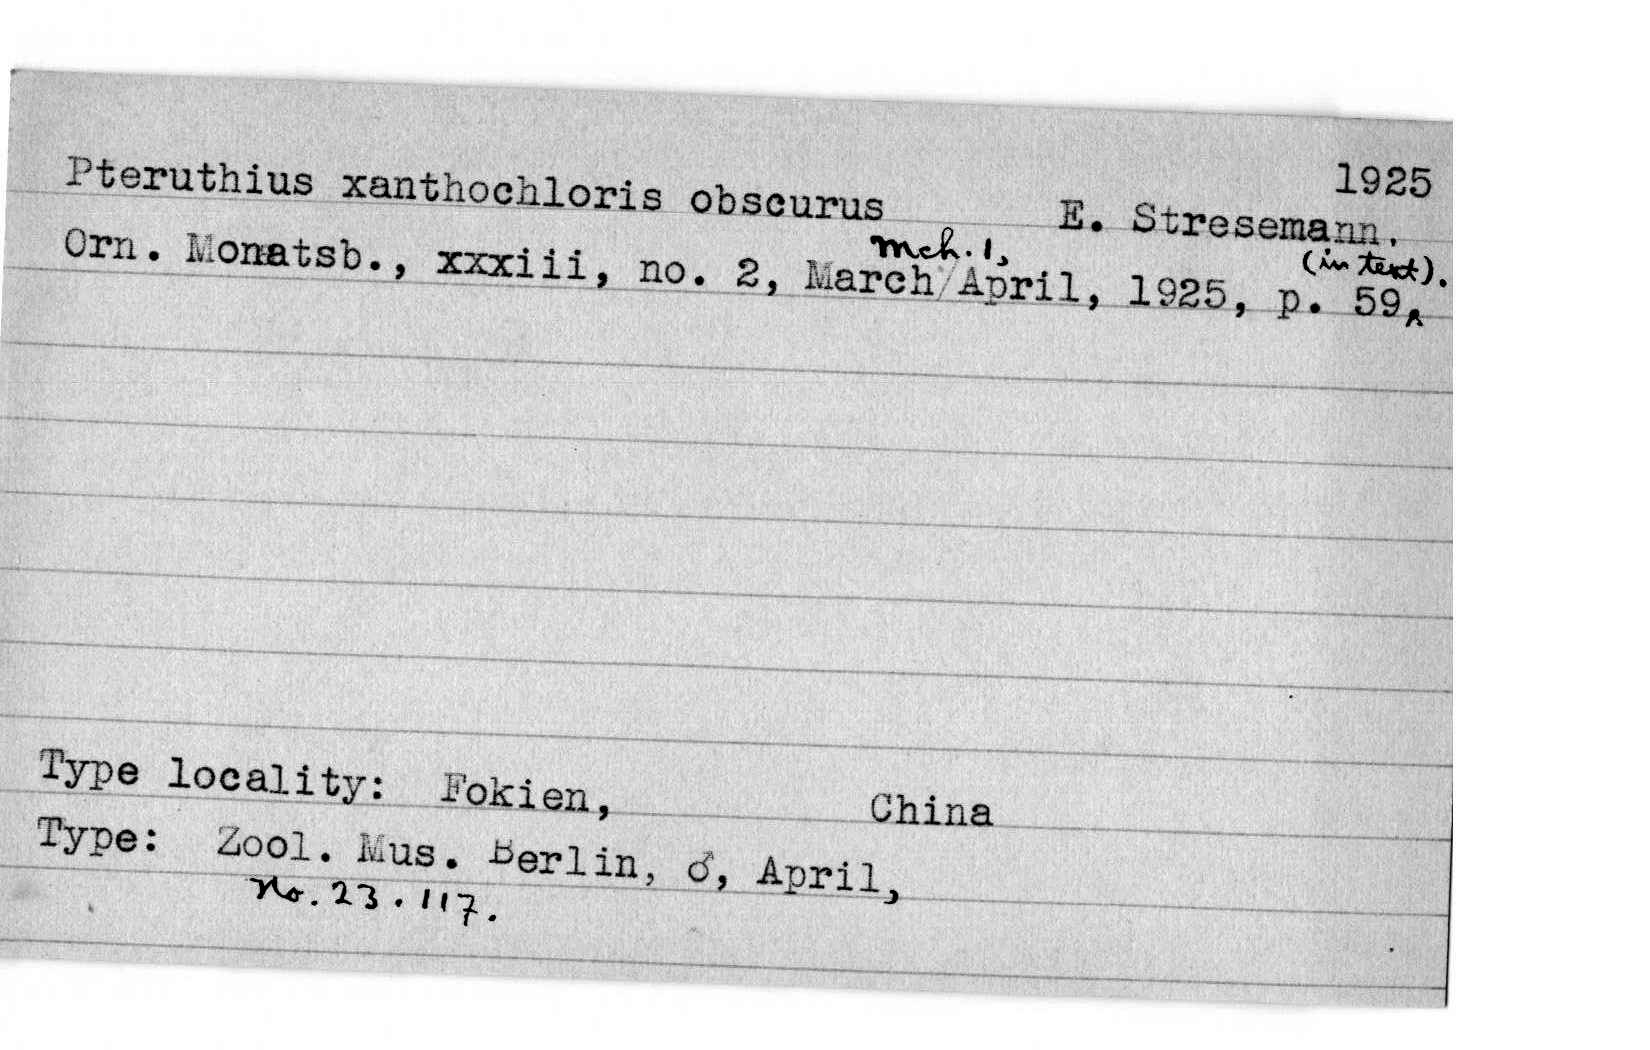 1925
Pteruthius xanthochloris obscurus E. Stresemann.
Mch. 1, (in text).
Orn. Monatsb., xxxiii, no. 2, March/April, 1925, p. 59‸
Type locality: Fokien, China
Type: Zool. Mus. Berlin, ♂, April,
No. 23.117.